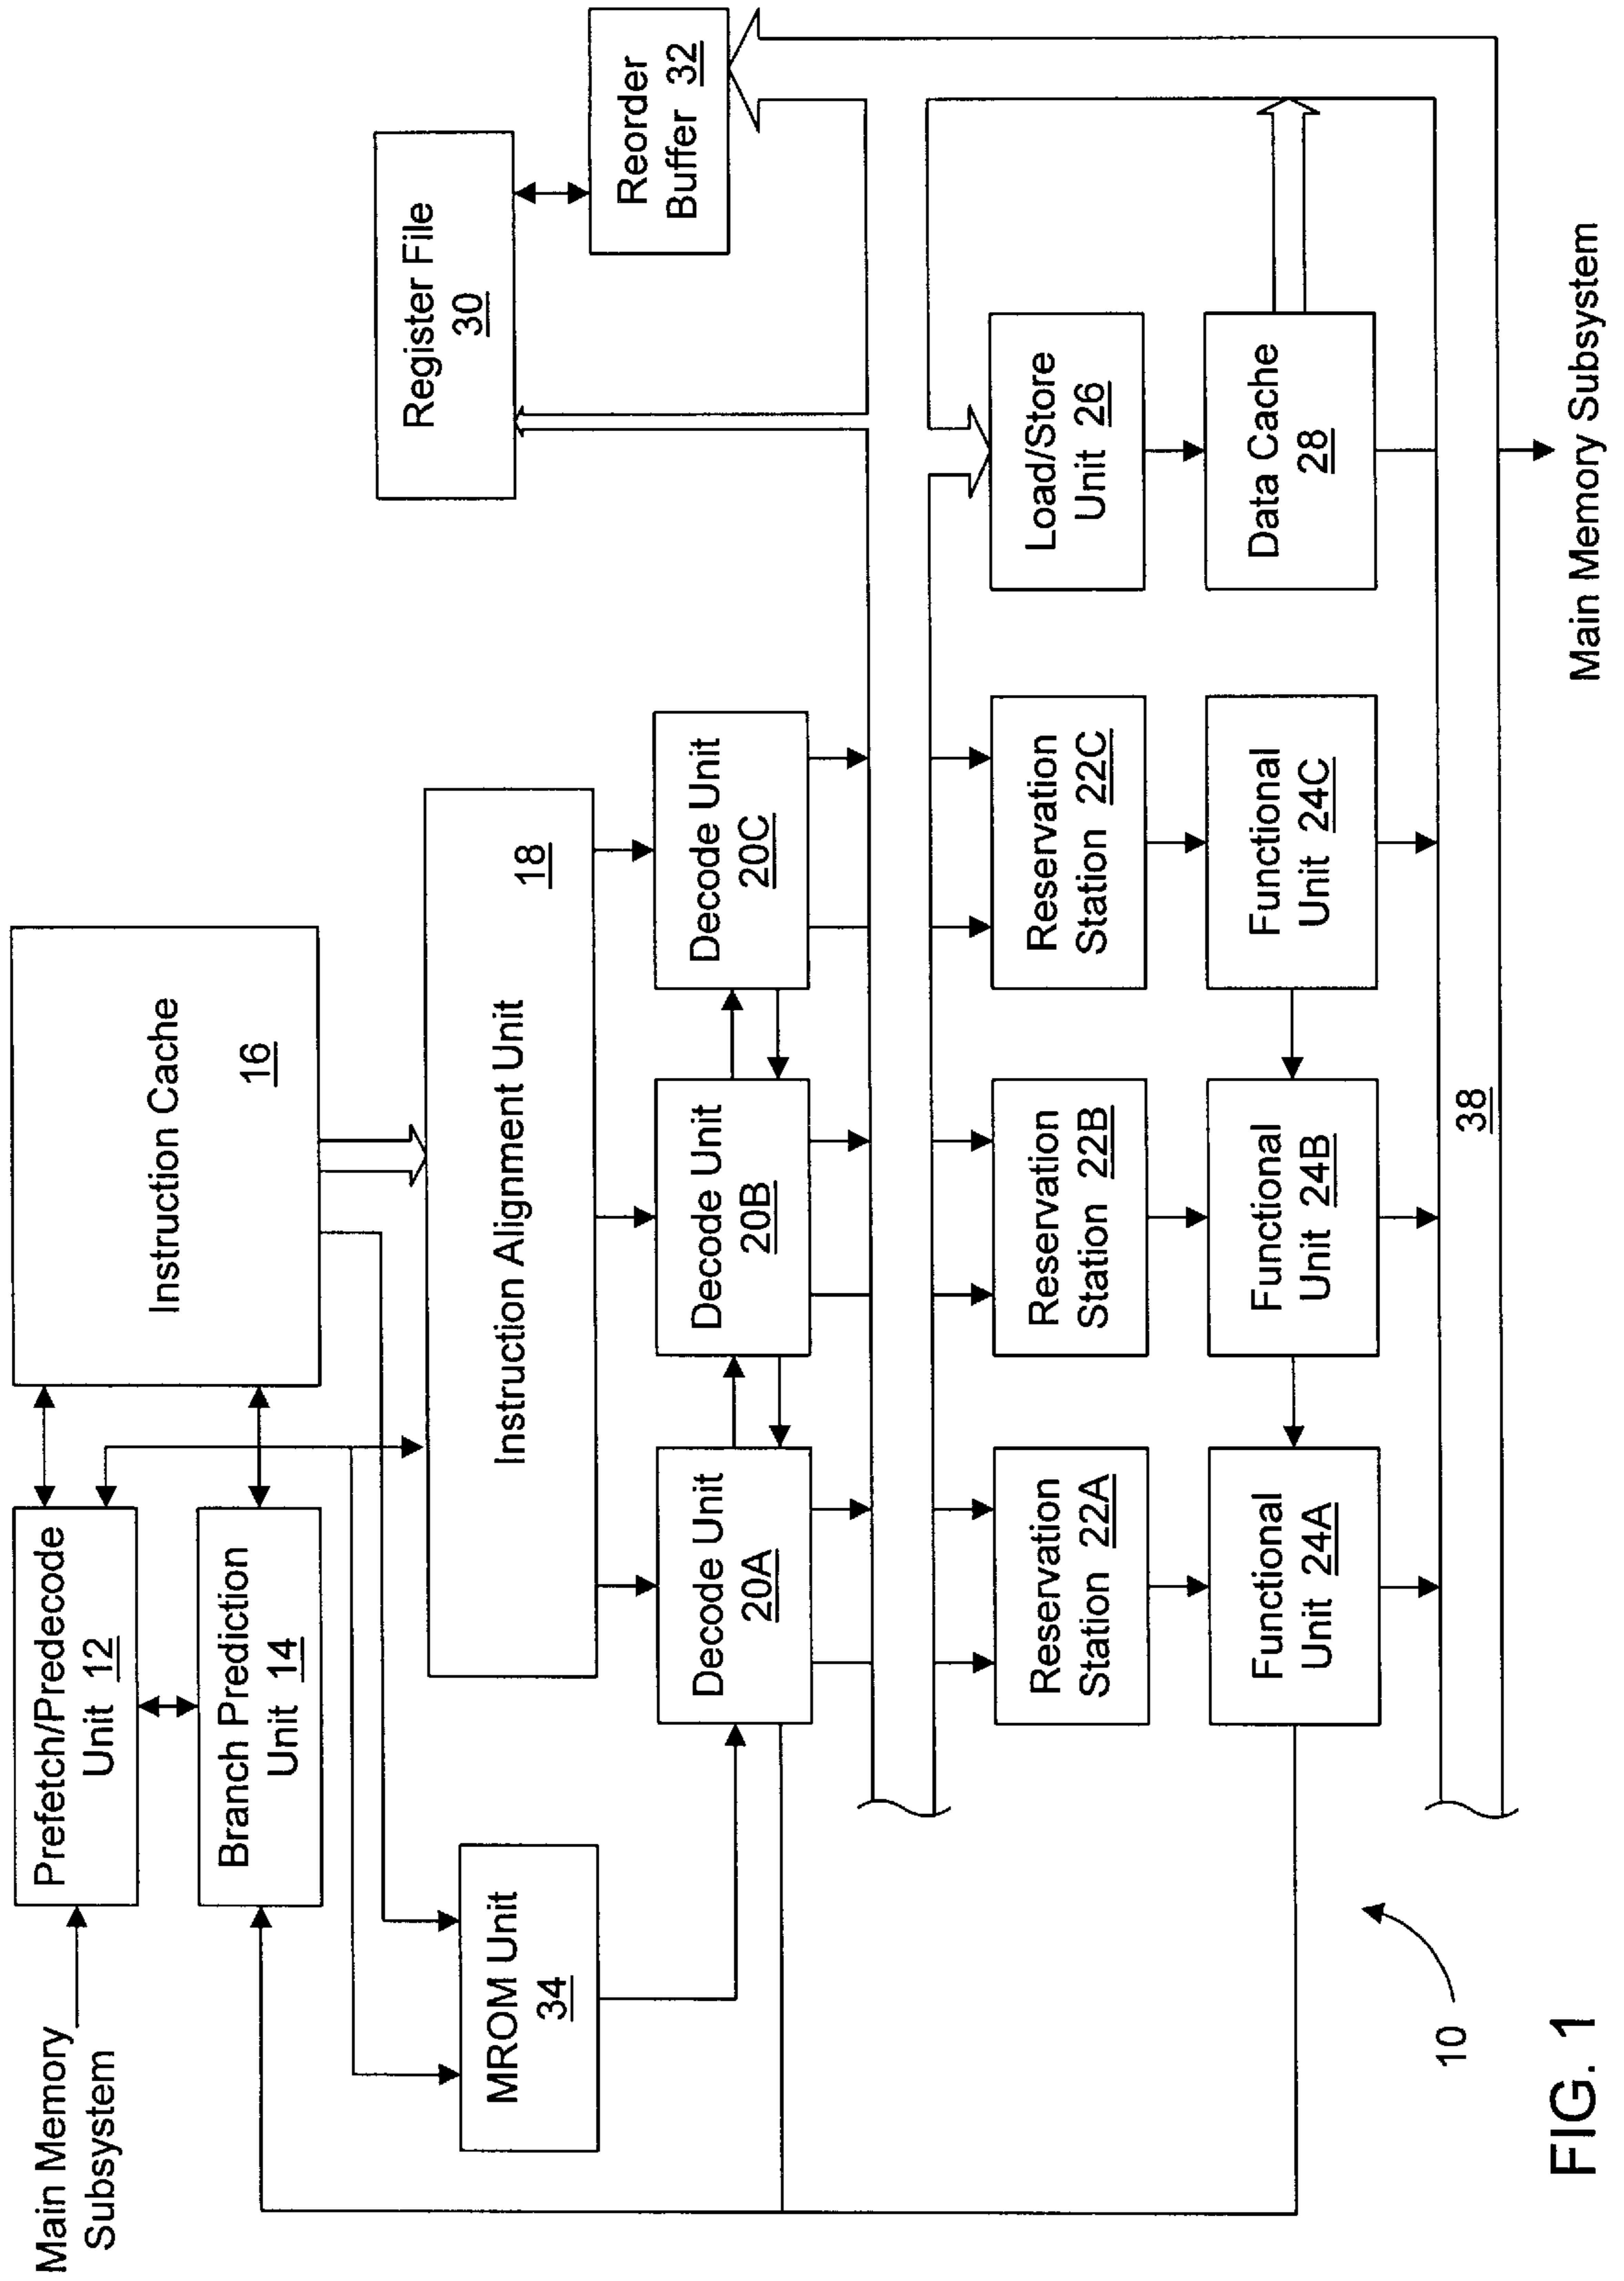 Main Memory
Subsystem
Prefetch/Predecode
Unit 12
Branch Prediction
Unit 14
Instruction Cache
16
MROM Unit
34
Instruction Alignment Unit
18
Register File
30
Reorder
Buffer 32
Decode Unit
20A
Decode Unit
20B
Decode Unit
20C
Reservation
Station 22A
Reservation
Station 22B
Reservation
Station 22C
Load/Store
Unit 26
Functional
Unit 24A
Functional
Unit 24B
Functional
Unit 24C
Data Cache
28
38
Main Memory Subsystem
10
FIG. 1